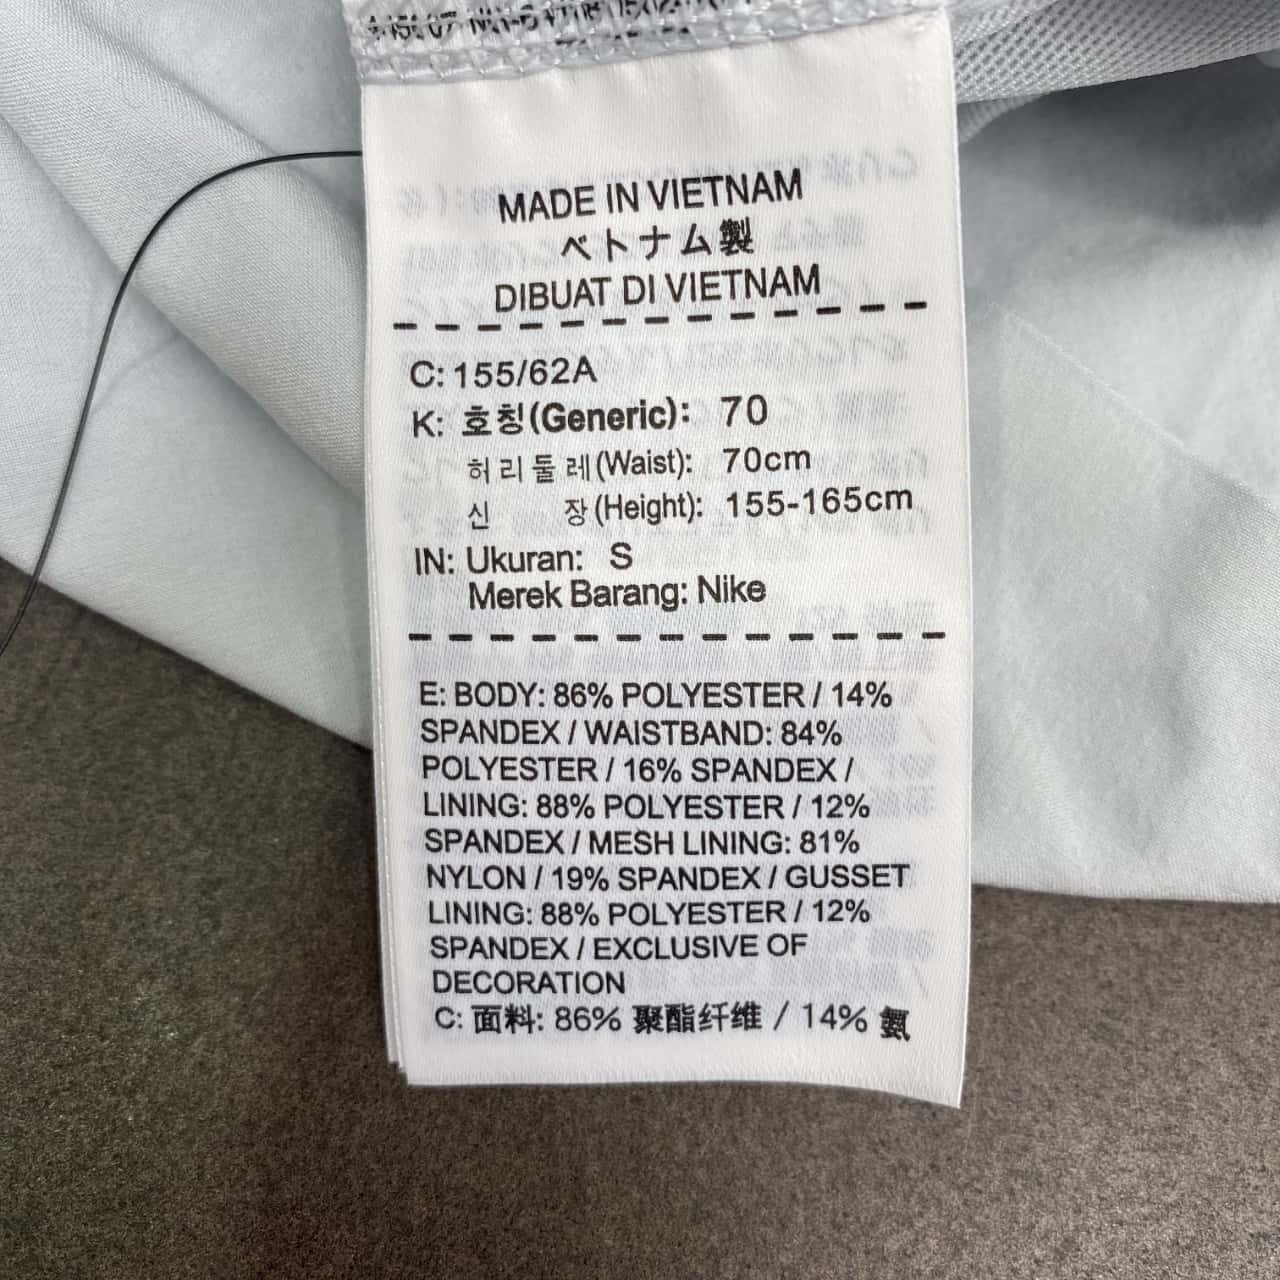 MADE IN VIETNAM
ベトナム製
DIBUAT DI VIETNAM
C: 155/62A
K: 호칭(Generic): 70
허리둘레(Waist): 70cm
신 장(Height): 155-165cm
IN: Ukuran: S
Merek Barang: Nike
E: BODY: 86% POLYESTER / 14%
SPANDEX / WAISTBAND: 84%
POLYESTER / 16% SPANDEX /
LINING: 88% POLYESTER / 12%
SPANDEX / MESH LINING: 81%
NYLON / 19% SPANDEX / GUSSET
LINING: 88% POLYESTER / 12%
SPANDEX / EXCLUSIVE OF
DECORATION
C: 面料: 86% 聚酯纤维 / 14% 氨